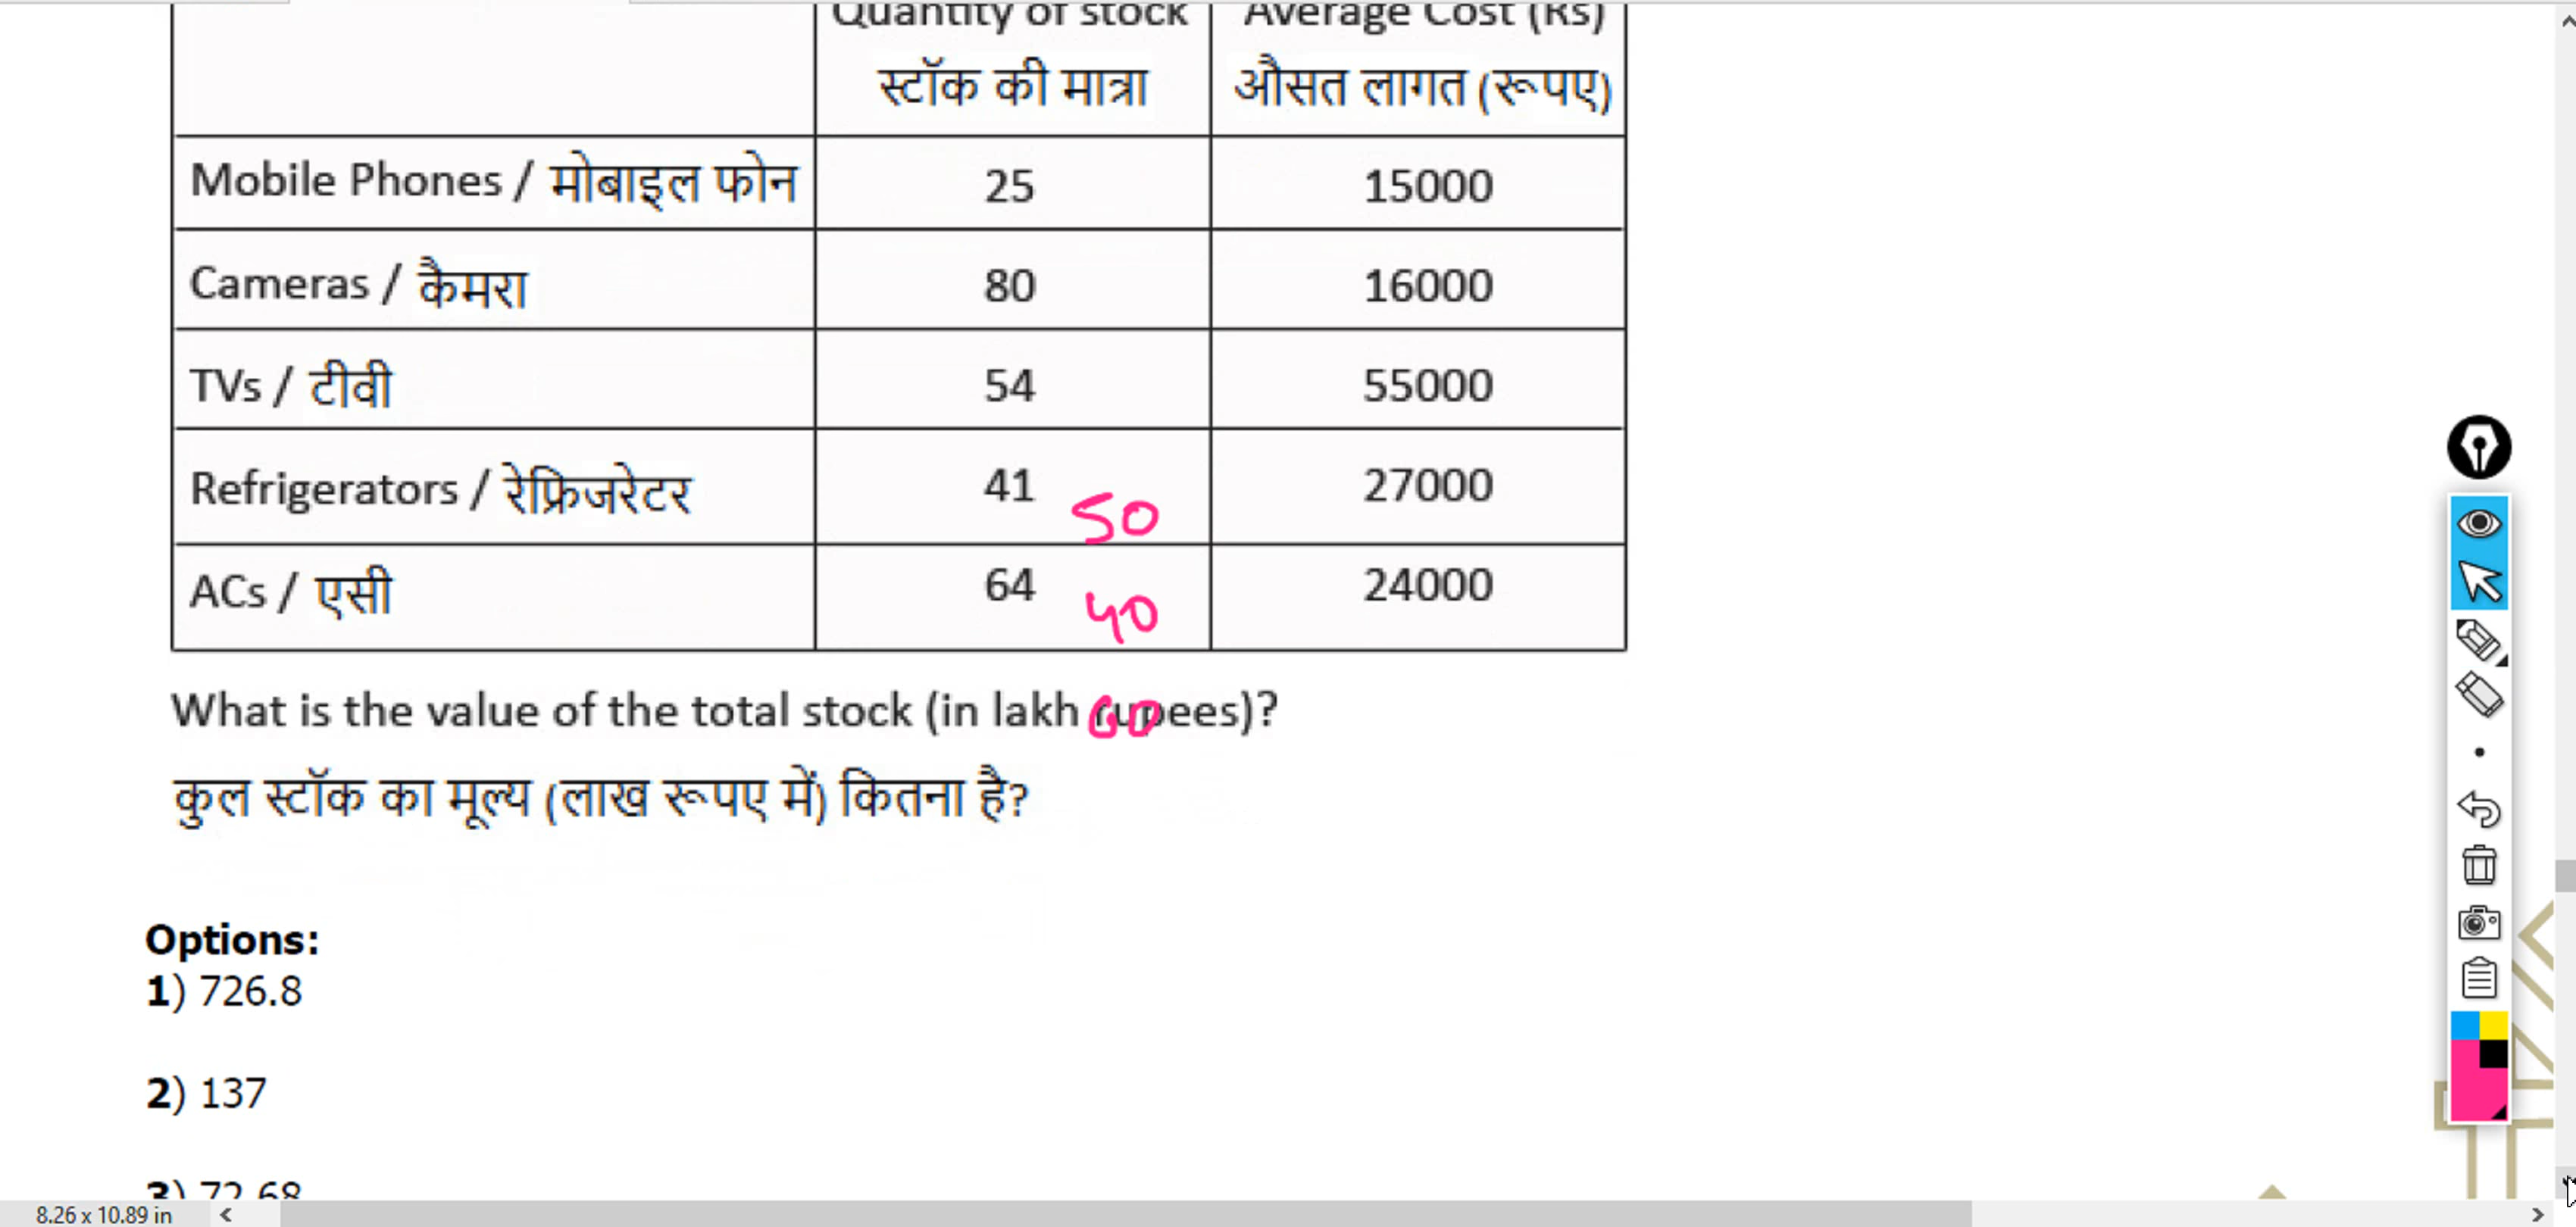 Quantity of stock Average Cost (Rs)
स्टॉक की मात्रा औसत लागत (रूपए)
Mobile Phones / मोबाइल फोन 25 15000
Cameras / कैमरा 80 16000
TVs / टीवी 54 55000
Refrigerators / रेफ्रिजरेटर 41 27000
50
ACs / एसी 64 24000
40
What is the value of the total stock (in lakh rupees)?
60
कुल स्टॉक का मूल्य (लाख रूपए में) कितना है?
Options:
1) 726.8
2) 137
3) 72.68
8.26 x 10.89 in